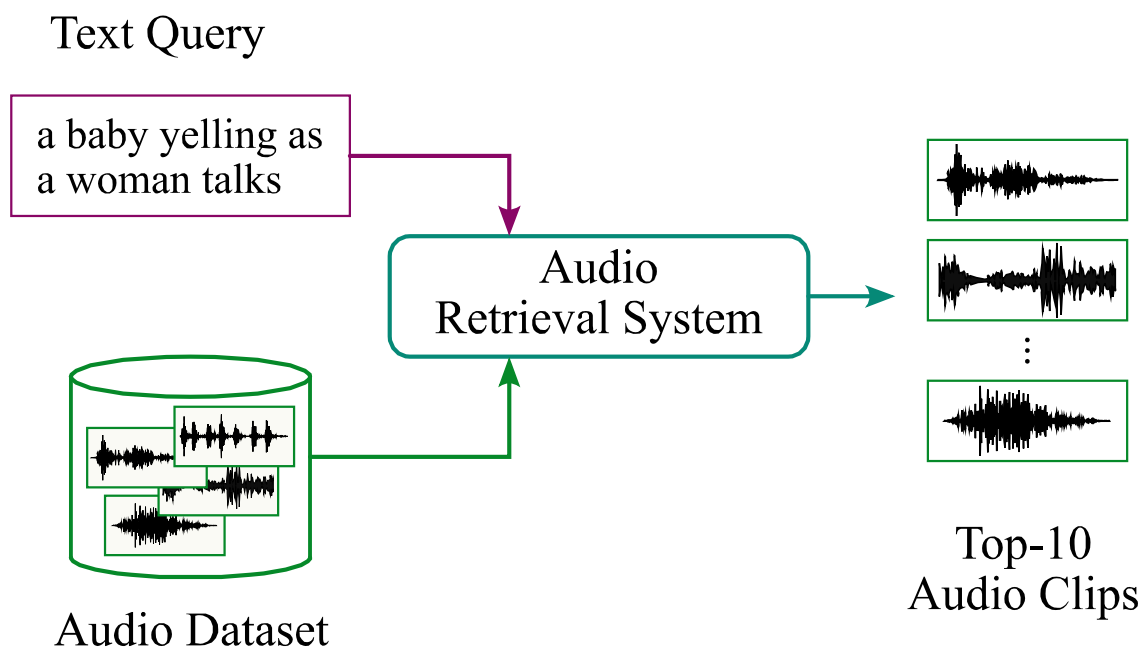 Text Query
a baby yelling as
a woman talks
Audio
Retrieval System
Audio Dataset
Top-10
Audio Clips